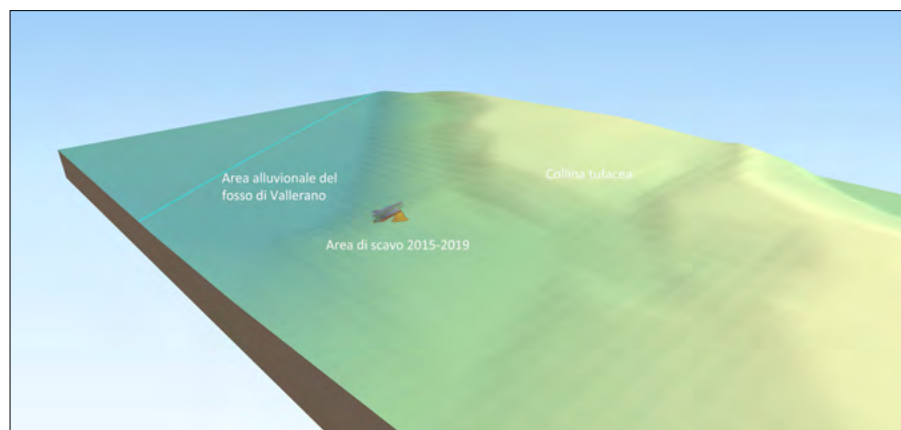 Area alluvionale del
fosso di Vallerano
Collina tufacea
Area di scavo 2015-2019